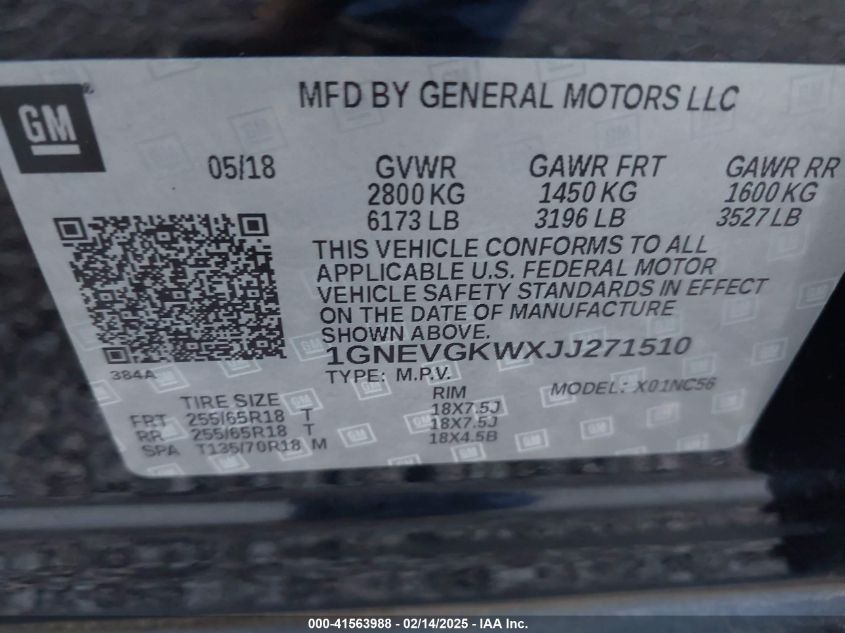 GM
MFD BY GENERAL MOTORS LLC
05/18 GVWR GAWR FRT GAWR RR
2800 KG 1450 KG 1600 KG
6173 LB 3196 LB 3527 LB
THIS VEHICLE CONFORMS TO ALL
APPLICABLE U.S. FEDERAL MOTOR
VEHICLE SAFETY STANDARDS IN EFFECT
ON THE DATE OF MANUFACTURE
SHOWN ABOVE.
1GNEVGKWXJJ271510
384A
TYPE: M.P.V. MODEL: X01NC56
TIRE SIZE RIM
FRT 255/65R18 T 18X7.5J
RR 255/65R18 T 18X7.5J
SPA T135/70R18 M 18X4.5B
000-41563988 - 02/14/2025 - IAA Inc.